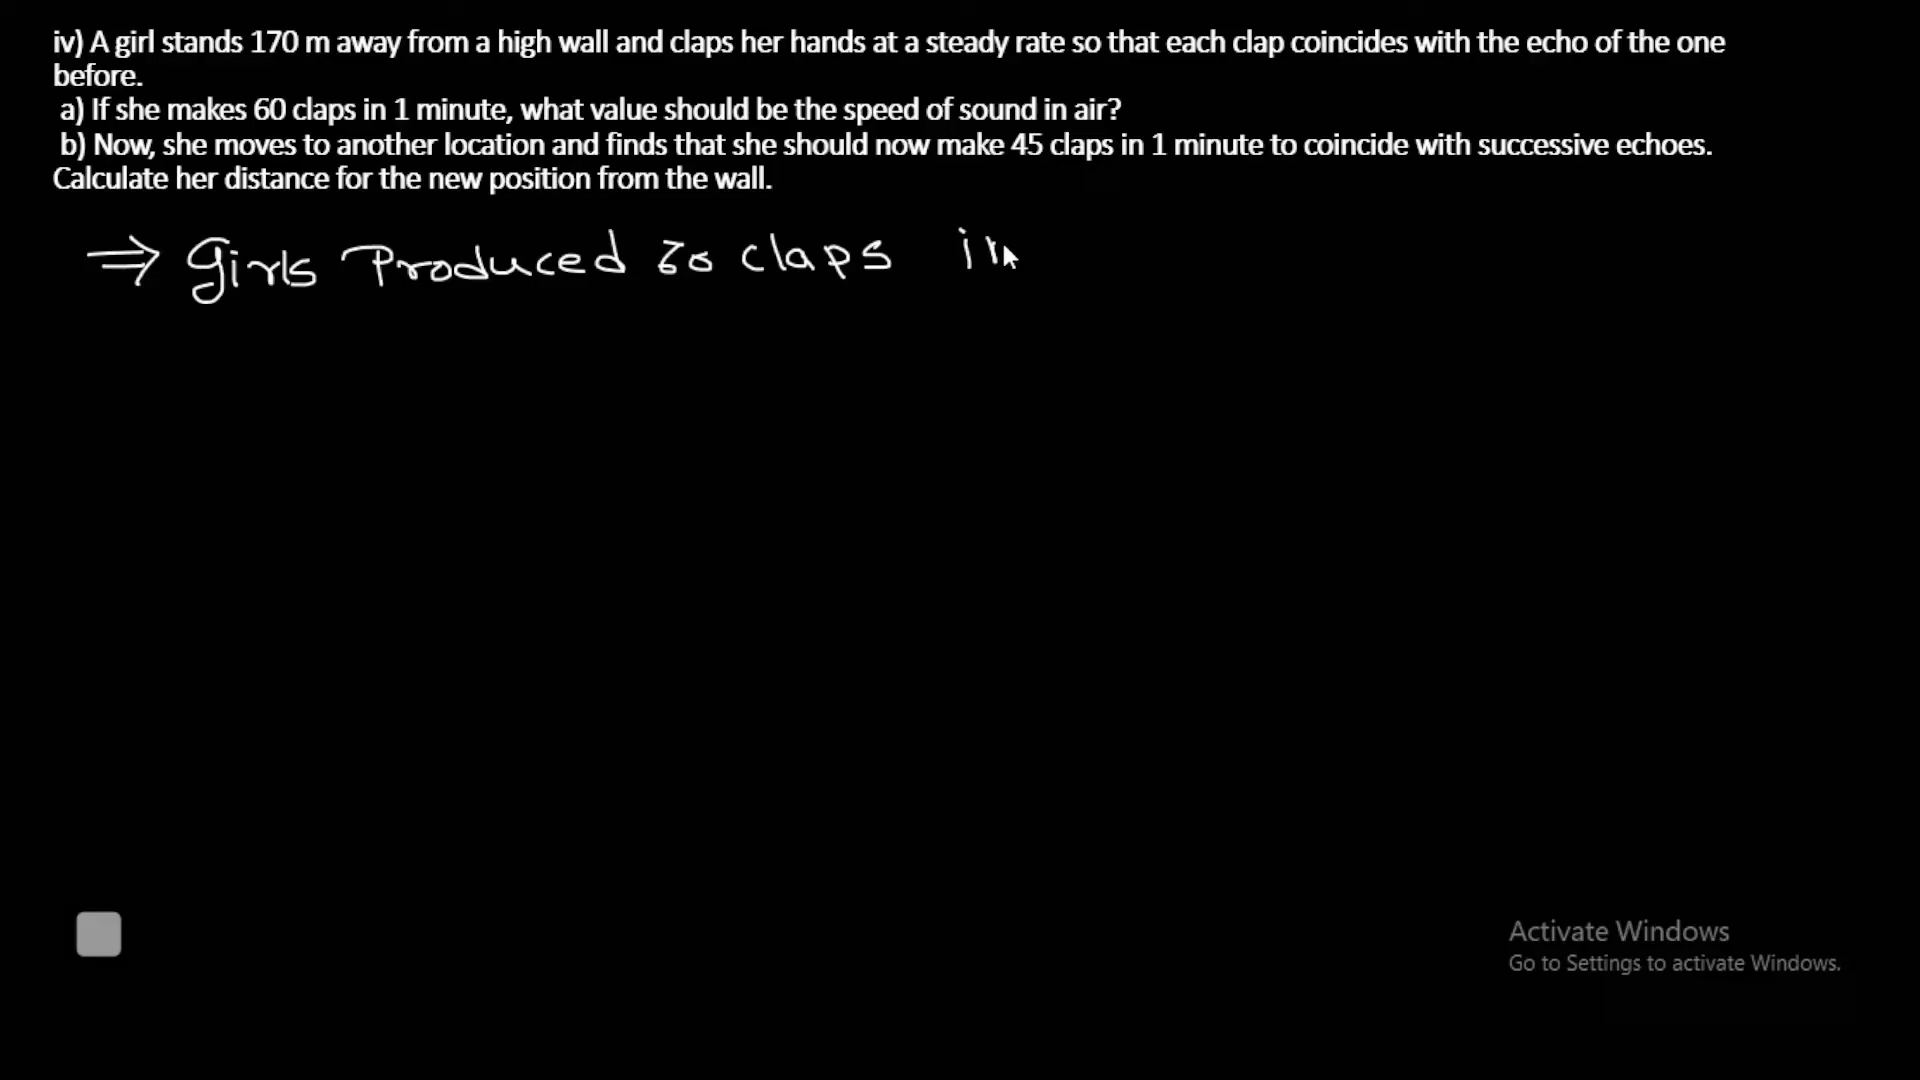 iv) A girl stands 170 m away from a high wall and claps her hands at a steady rate so that each clap coincides with the echo of the one
before.
a) If she makes 60 claps in 1 minute, what value should be the speed of sound in air?
b) Now, she moves to another location and finds that she should now make 45 claps in 1 minute to coincide with successive echoes.
Calculate her distance for the new position from the wall.
⇒ Girls Produced 60 claps in
Activate Windows
Go to Settings to activate Windows.